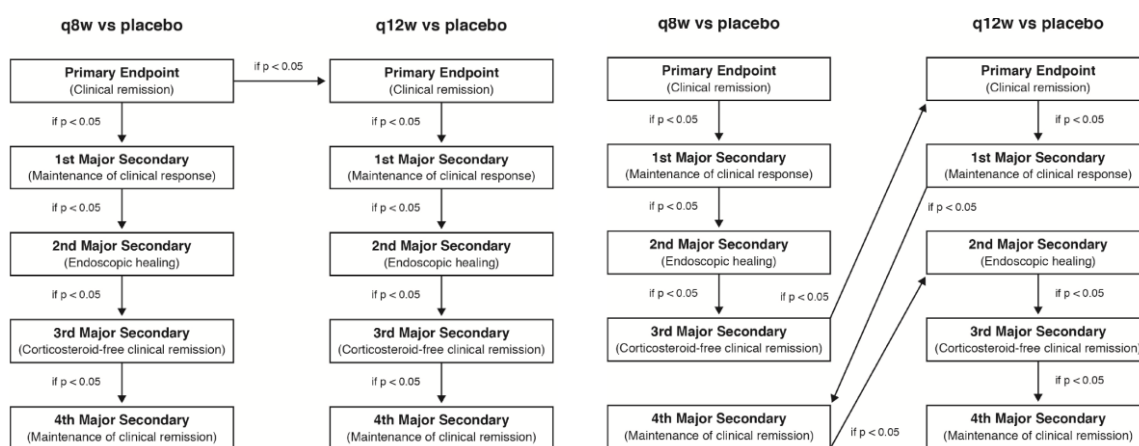 q8w vs placebo
q12w vs placebo
Primary Endpoint
(Clinical remission)
if p < 0.05
Primary Endpoint
(Clinical remission)
if p < 0.05
if p < 0.05
1st Major Secondary
(Maintenance of clinical response)
1st Major Secondary
(Maintenance of clinical response)
if p < 0.05
if p < 0.05
2nd Major Secondary
(Endoscopic healing)
2nd Major Secondary
(Endoscopic healing)
if p < 0.05
if p < 0.05
3rd Major Secondary
(Corticosteroid-free clinical remission)
3rd Major Secondary
(Corticosteroid-free clinical remission)
if p < 0.05
if p < 0.05
4th Major Secondary
(Maintenance of clinical remission)
4th Major Secondary
(Maintenance of clinical remission)
q8w vs placebo
q12w vs placebo
Primary Endpoint
(Clinical remission)
Primary Endpoint
(Clinical remission)
if p < 0.05
if p < 0.05
1st Major Secondary
(Maintenance of clinical response)
1st Major Secondary
(Maintenance of clinical response)
if p < 0.05
if p < 0.05
2nd Major Secondary
(Endoscopic healing)
2nd Major Secondary
(Endoscopic healing)
if p < 0.05
if p < 0.05
if p < 0.05
3rd Major Secondary
(Corticosteroid-free clinical remission)
3rd Major Secondary
(Corticosteroid-free clinical remission)
if p < 0.05
4th Major Secondary
(Maintenance of clinical remission)
if p < 0.05
4th Major Secondary
(Maintenance of clinical remission)